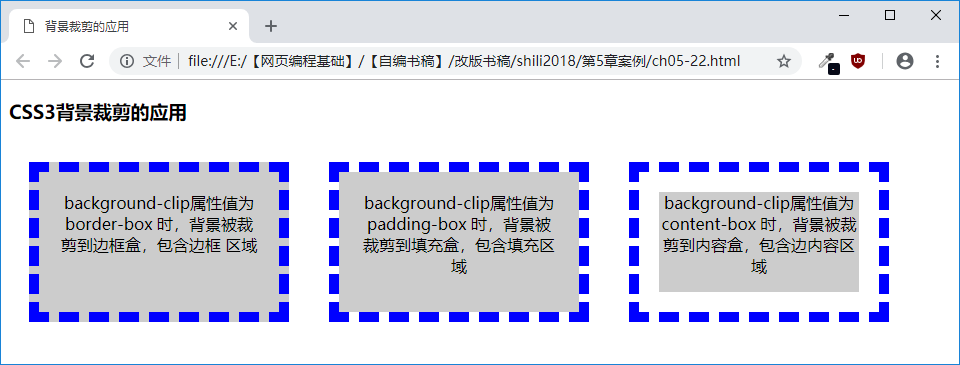 背景裁剪的应用
文件 | file:///E:/【网页编程基础】/【自编书稿】/改版书稿/shili2018/第5章案例/ch05-22.html
CSS3背景裁剪的应用
background-clip属性值为
border-box 时，背景被裁
剪到边框盒，包含边框 区域
background-clip属性值为
padding-box 时，背景被
裁剪到填充盒，包含填充区
域
background-clip属性值为
content-box 时，背景被裁
剪到内容盒，包含边内容区
域